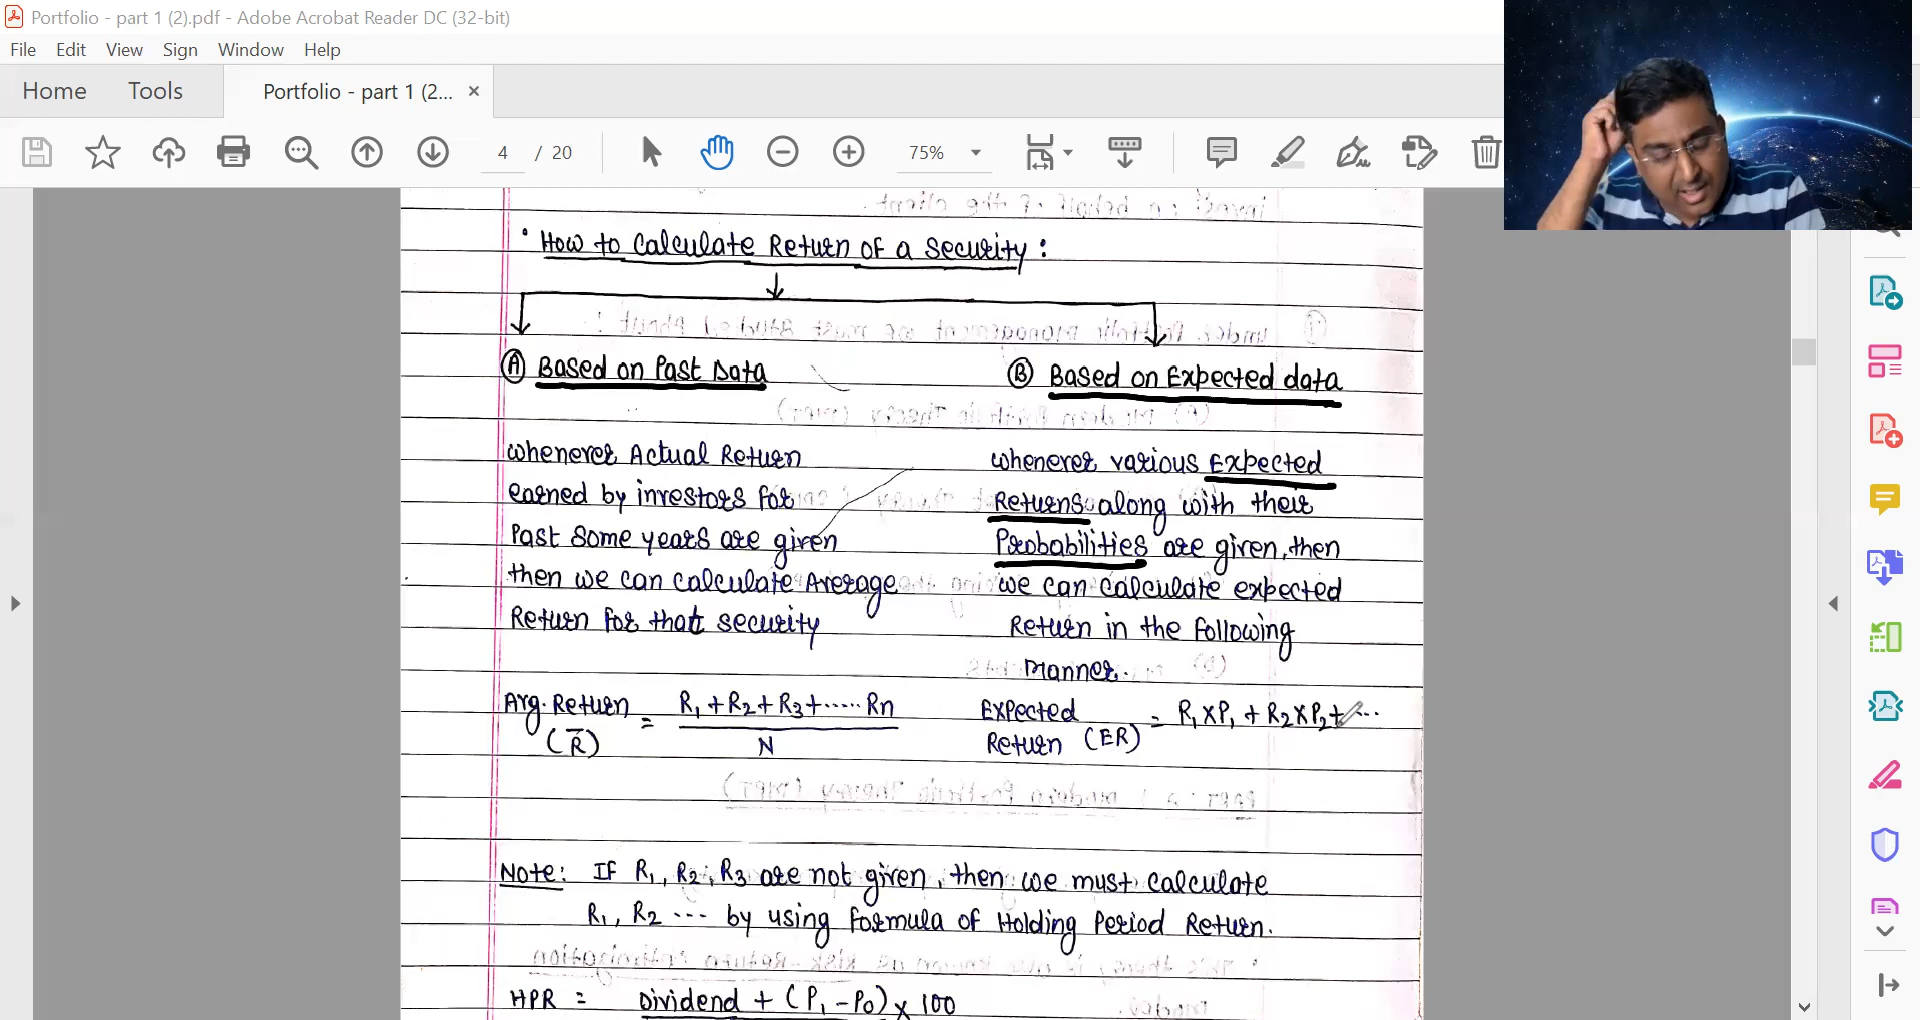 Portfolio - part 1 (2).pdf - Adobe Acrobat Reader DC (32-bit)
File Edit View Sign Window Help
Home Tools Portfolio - part 1 (2... ×
4 / 20 75%
• How to Calculate Return of a Security:
Ⓐ Based on Past Data
Ⓑ Based on Expected data
whenever Actual Return
earned by investors for
Past some years are given
then we can calculate Average
Return for that security
Avg. Return (R̄) = R₁ + R₂ + R₃ + ..... Rn / N
whenever various Expected
Returns along with their
Probabilities are given, then
we can calculate expected
Return in the following
manner.
Expected Return (ER) = R₁ X P₁ + R₂ X P₂ + ...
Note: If R₁, R₂, R₃ are not given, then we must calculate
R₁, R₂ --- by using formula of Holding Period Return.
HPR = Dividend + (P₁ - P₀) x 100